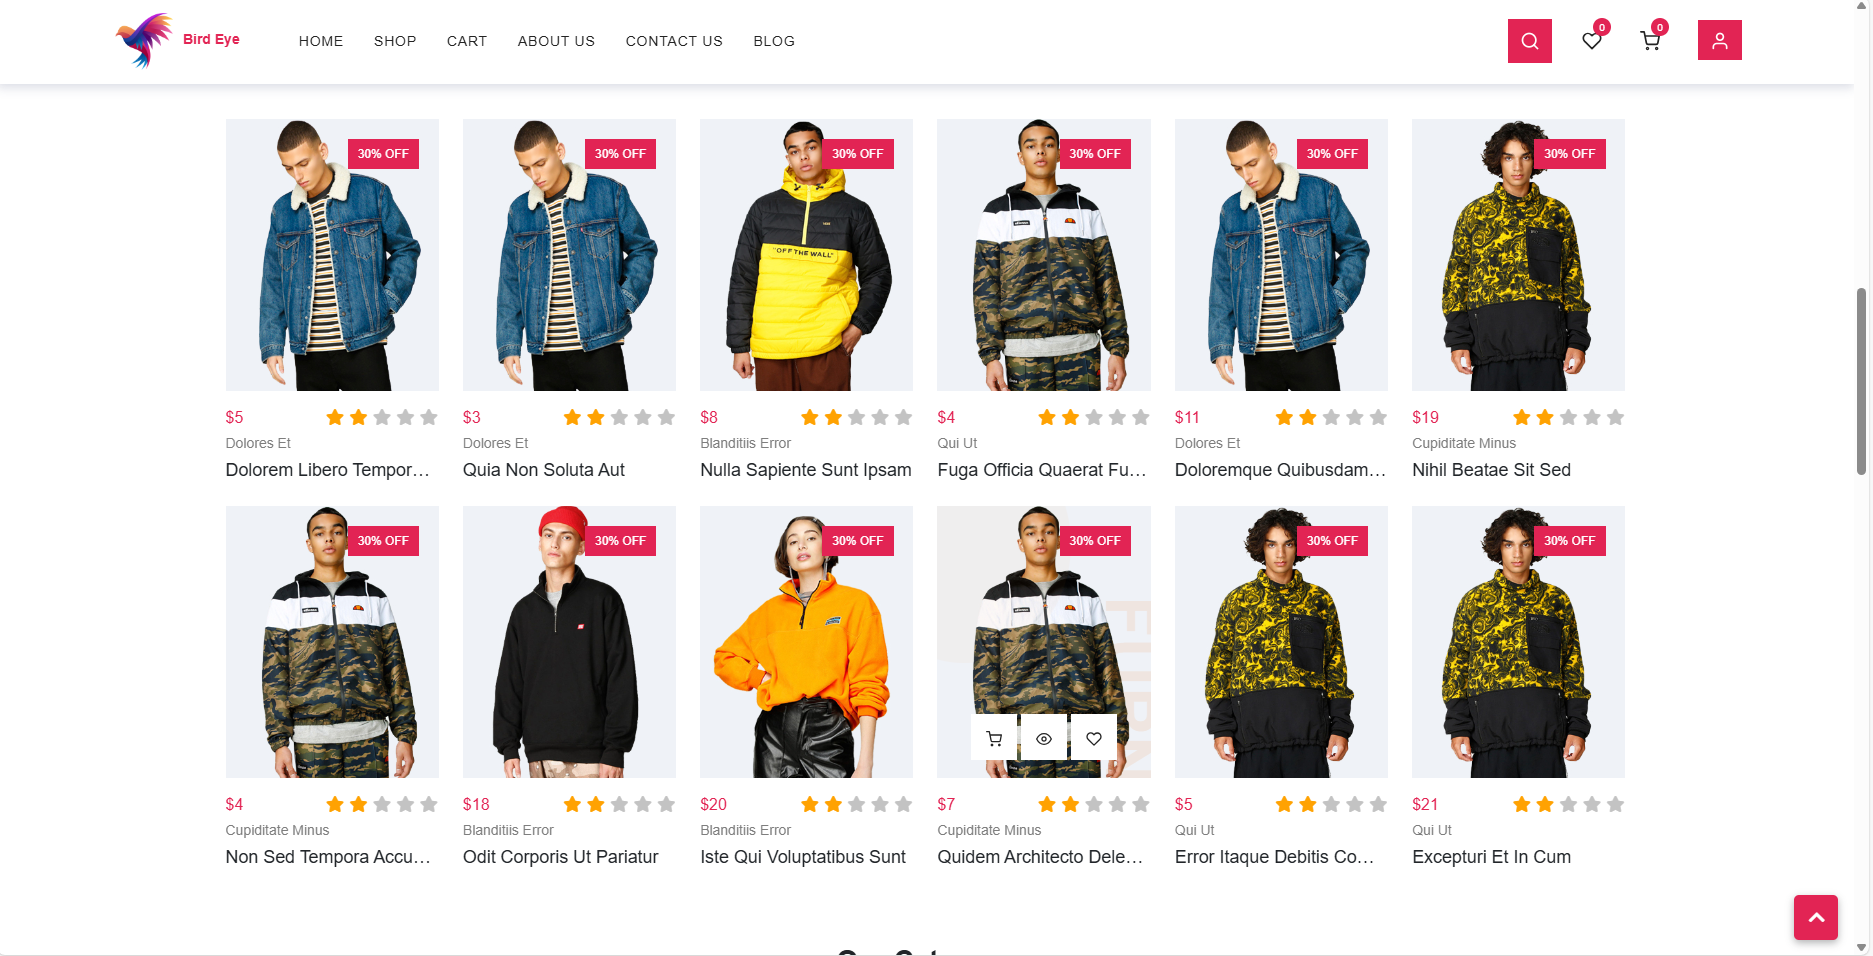 Bird Eye
HOME SHOP CART ABOUT US CONTACT US BLOG
0 0
30% OFF 30% OFF 30% OFF 30% OFF 30% OFF 30% OFF
"OFF THE WALL"
$5 $3 $8 $4 $11 $19
Dolores Et Dolores Et Blanditiis Error Qui Ut Dolores Et Cupiditate Minus
Dolorem Libero Tempor... Quia Non Soluta Aut Nulla Sapiente Sunt Ipsam Fuga Officia Quaerat Fu... Doloremque Quibusdam... Nihil Beatae Sit Sed
30% OFF 30% OFF 30% OFF 30% OFF 30% OFF 30% OFF
$4 $18 $20 $7 $5 $21
Cupiditate Minus Blanditiis Error Blanditiis Error Cupiditate Minus Qui Ut Qui Ut
Non Sed Tempora Accu... Odit Corporis Ut Pariatur Iste Qui Voluptatibus Sunt Quidem Architecto Dele... Error Itaque Debitis Co... Excepturi Et In Cum